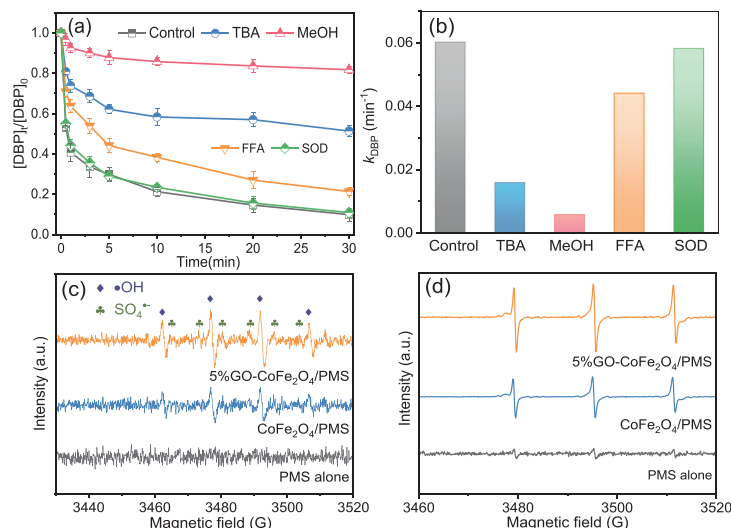 (a)
Control TBA MeOH
FFA SOD
[DBP]t/[DBP]0
1.0
0.8
0.6
0.4
0.2
0.0
0 5 10 15 20 25 30
Time(min)
(b)
kDBP (min-1)
0.06
0.04
0.02
0.00
Control TBA MeOH FFA SOD
(c)
♦ •OH
♣ SO4•−
Intensity (a.u.)
5%GO-CoFe2O4/PMS
CoFe2O4/PMS
PMS alone
3440 3460 3480 3500 3520
Magnetic field (G)
(d)
Intensity (a.u.)
5%GO-CoFe2O4/PMS
CoFe2O4/PMS
PMS alone
3460 3480 3500 3520
Magnetic field (G)